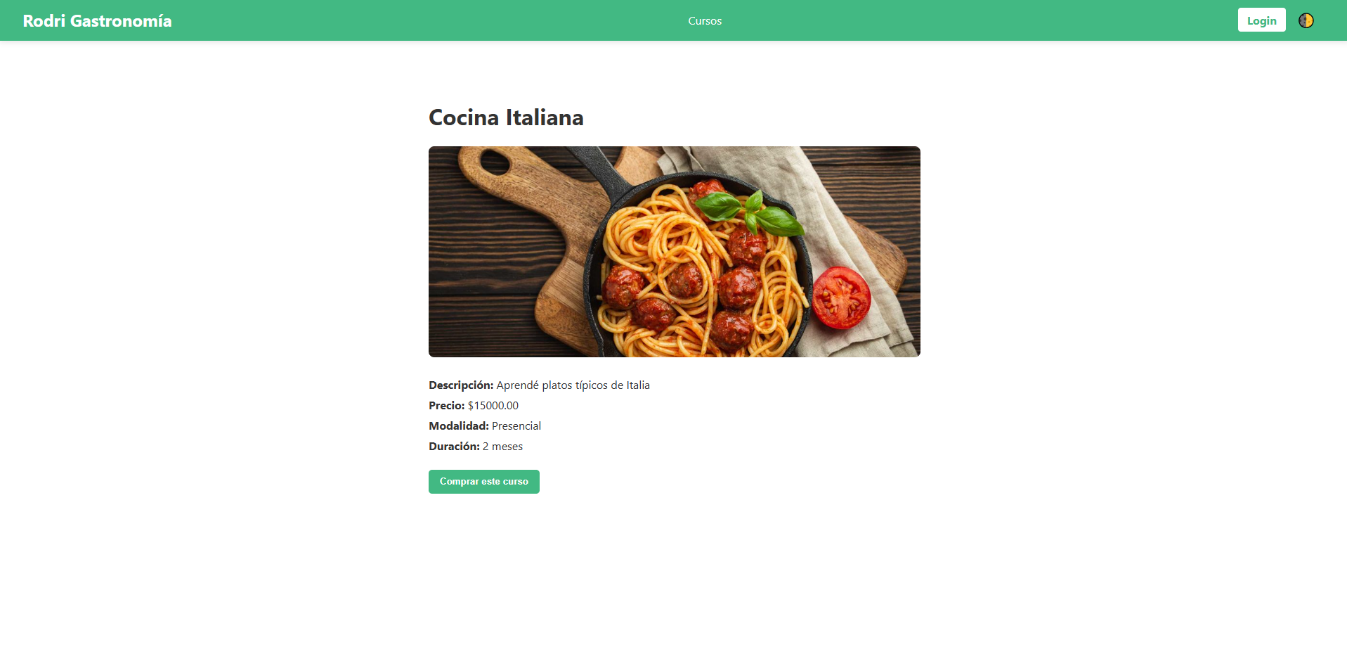 Rodri Gastronomía
Cursos
Login
Cocina Italiana
Descripción: Aprendé platos típicos de Italia
Precio: $15000.00
Modalidad: Presencial
Duración: 2 meses
Comprar este curso